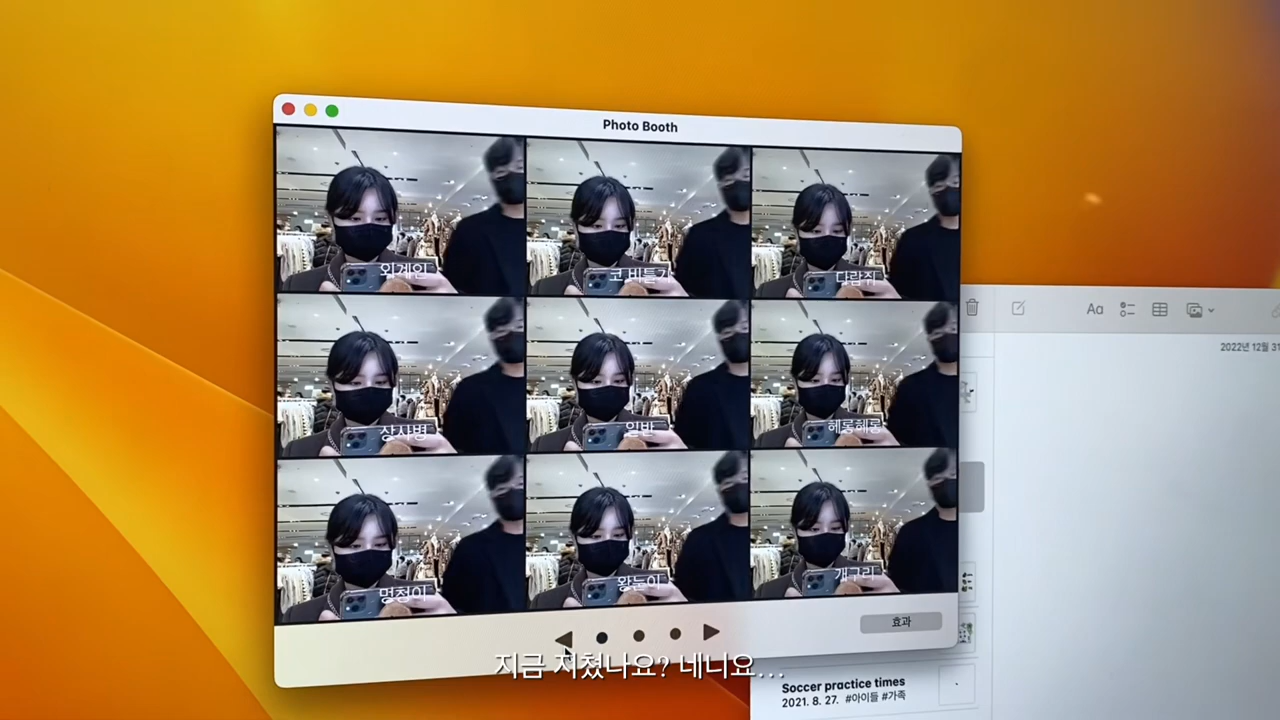 Photo Booth
외계인
코 비틀기
다람쥐
상사병
일반
헤롱헤롱
멍청이
왕눈이
개구리
효과
Aa
2022년 12월 31
Soccer practice times
2021. 8. 27. #아이들 #가족
지금 지쳤나요? 네니요...